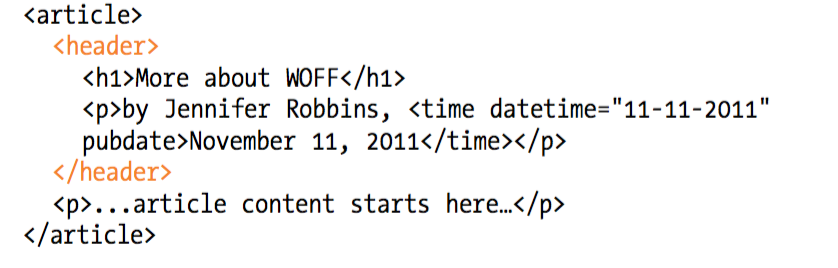 <article>
<header>
<h1>More about WOFF</h1>
<p>by Jennifer Robbins, <time datetime="11-11-2011"
pubdate>November 11, 2011</time></p>
</header>
<p>...article content starts here…</p>
</article>